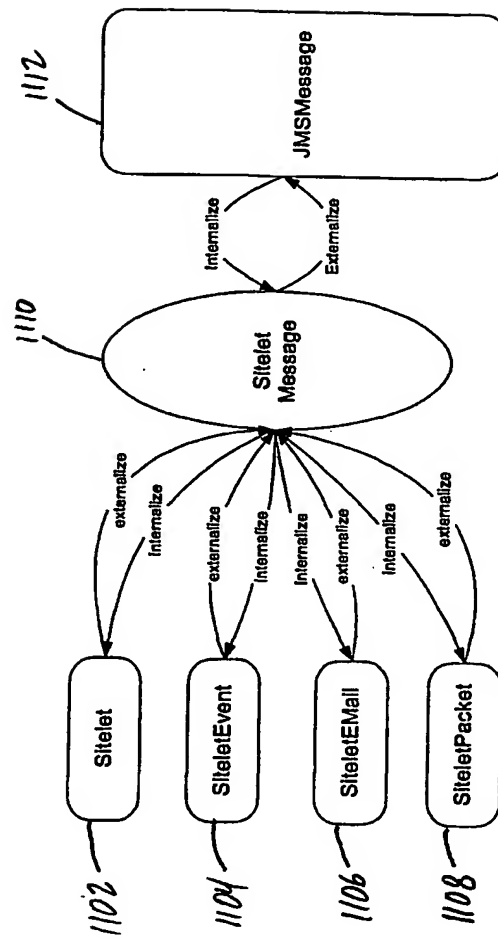 1102
Sitelet
1104
SiteletEvent
1106
SiteletEMail
1108
SiteletPacket
externalize
Internalize
externalize
Internalize
Internalize
externalize
Internalize
externalize
1110
Sitelet
Message
Internalize
Externalize
1112
JMSMessage